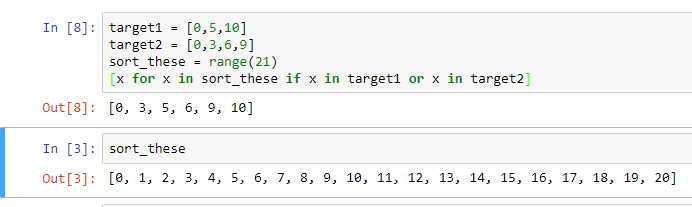 In [8]: target1 = [0,5,10]
target2 = [0,3,6,9]
sort_these = range(21)
[x for x in sort_these if x in target1 or x in target2]
Out[8]: [0, 3, 5, 6, 9, 10]
In [3]: sort_these
Out[3]: [0, 1, 2, 3, 4, 5, 6, 7, 8, 9, 10, 11, 12, 13, 14, 15, 16, 17, 18, 19, 20]